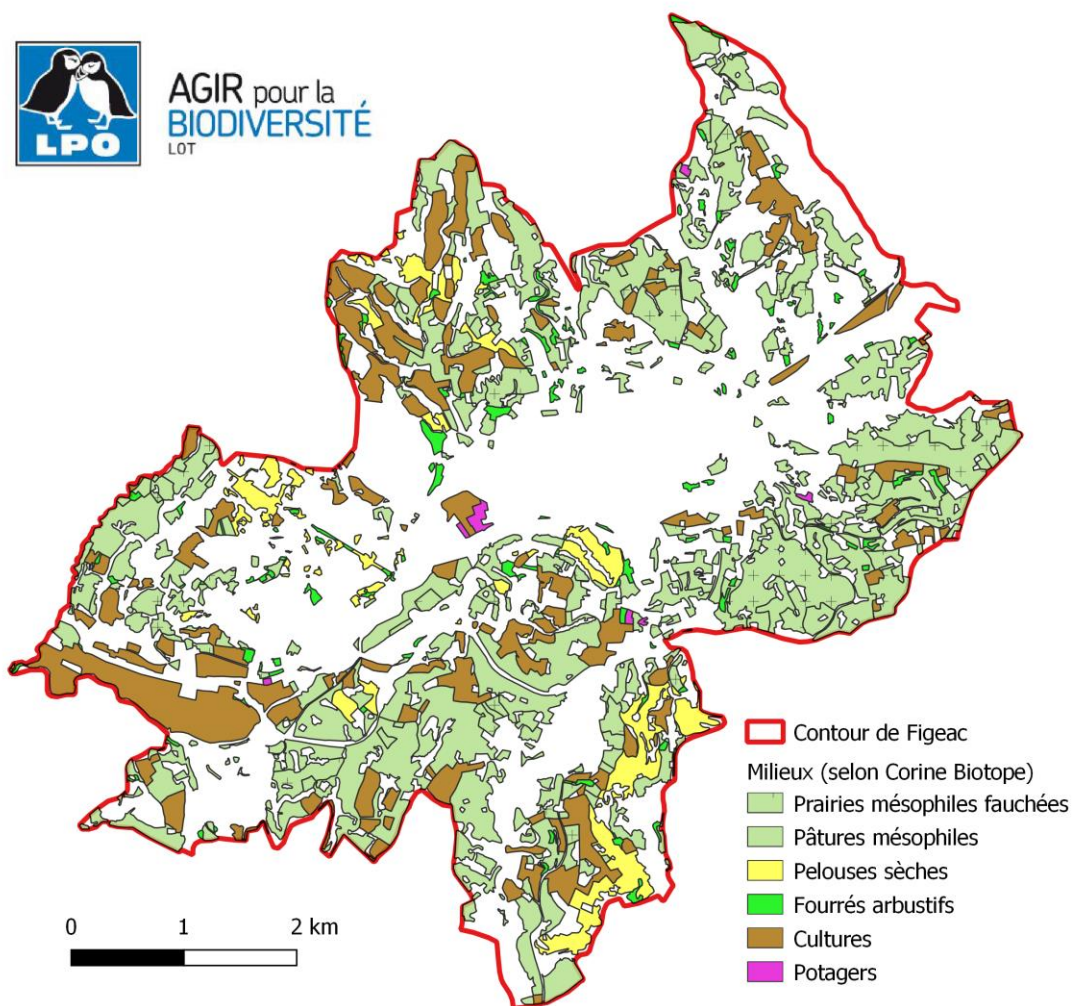 LPO
AGIR pour la
BIODIVERSITÉ
LOT
Contour de Figeac
Milieux (selon Corine Biotope)
Prairies mésophiles fauchées
Pâtures mésophiles
Pelouses sèches
Fourrés arbustifs
Cultures
Potagers
0 1 2 km